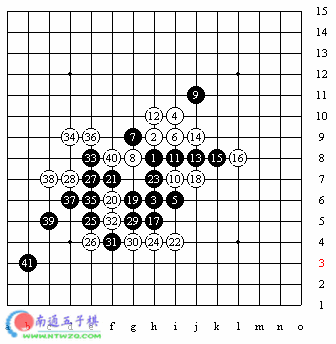 15
14
13
12
9 11
12 4 10
34 36 7 2 6 14 9
33 40 8 1 11 13 15 16 8
38 28 27 21 23 10 18 7
37 35 20 19 3 5 6
39 25 32 29 17 5
26 31 30 24 22 4
41 3
2
1
f g h i j k l m n o
南通五子棋
WWW.NTWZQ.COM